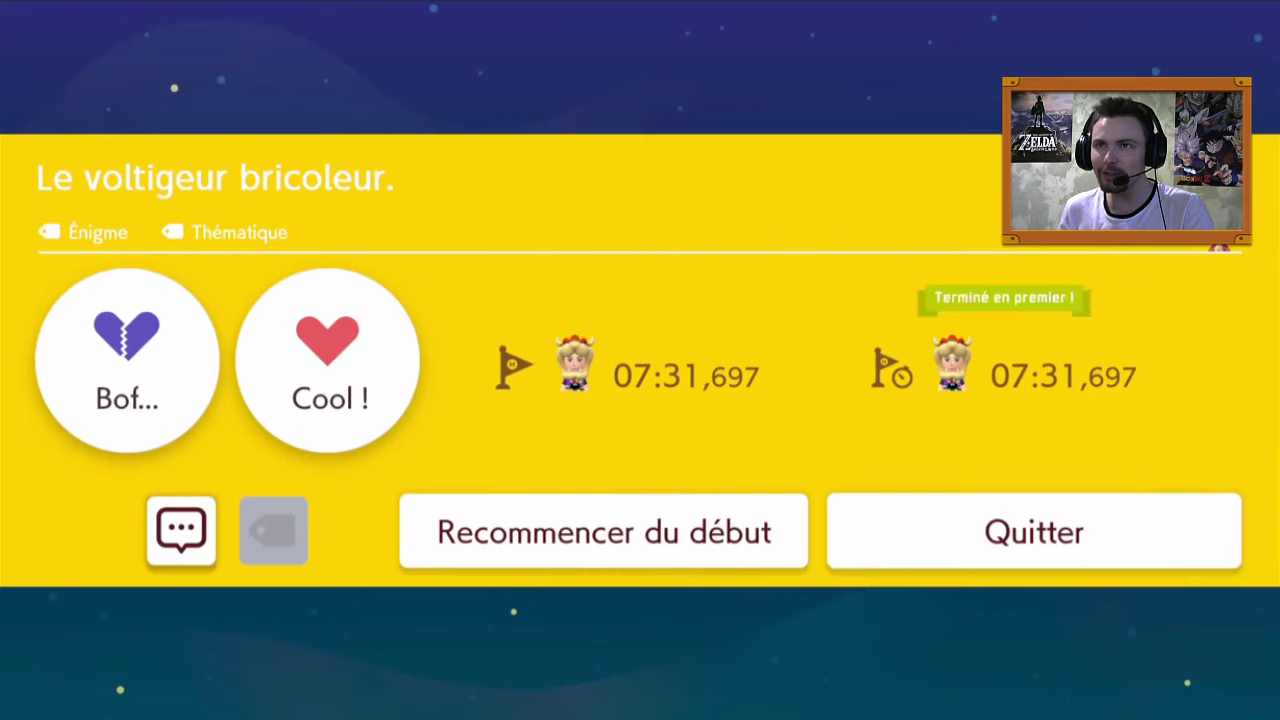 Le voltigeur bricoleur.
Énigme Thématique
ZELDA
Terminé en premier !
M 07:31,697 M 07:31,697
Bof... Cool !
Recommencer du début Quitter